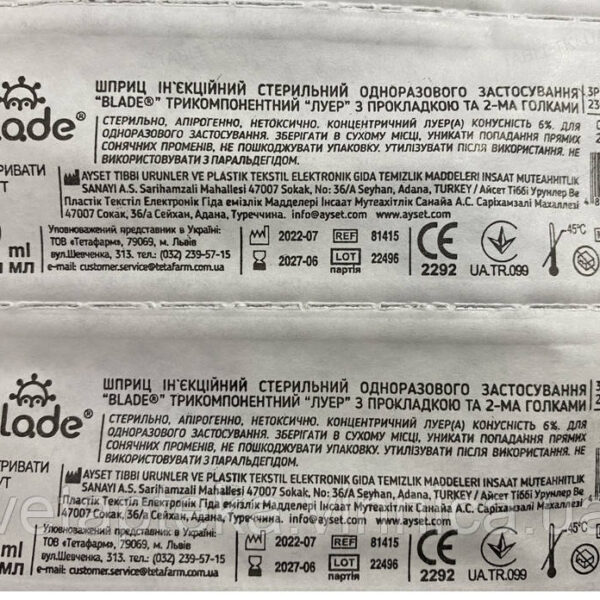 ШПРИЦ ІН'ЄКЦІЙНИЙ СТЕРИЛЬНИЙ ОДНОРАЗОВОГО ЗАСТОСУВАННЯ
"BLADE®" ТРИКОМПОНЕНТНИЙ "ЛУЕР" З ПРОКЛАДКОЮ ТА 2-МА ГОЛКАМИ
lade®
СТЕРИЛЬНО, АПІРОГЕННО, НЕТОКСИЧНО. КОНЦЕНТРИЧНИЙ ЛУЕР(А) КОНУСНІСТЬ 6%. ДЛЯ
ОДНОРАЗОВОГО ЗАСТОСУВАННЯ. ЗБЕРІГАТИ В СУХОМУ МІСЦІ, УНИКАТИ ПОПАДАННЯ ПРЯМИХ
СОНЯЧНИХ ПРОМЕНІВ, НЕ ПОШКОДЖУВАТИ УПАКОВКУ. УТИЛІЗУВАТИ ПІСЛЯ ВИКОРИСТАННЯ. НЕ
ВИКОРИСТОВУВАТИ З ПАРАЛЬДЕГІДОМ.
РИВАТИ
УТ
AYSET TIBBI URUNLER VE PLASTIK TEKSTIL ELEKTRONIK GIDA TEMIZLIK MADDELERI INSAAT MUTEAHHITLIK
SANAYI A.S. Sarihamzali Mahallesi 47007 Sokak, No: 36/A Seyhan, Adana, TURKEY / Айсет Тіббі Урунлер Ве
Пластік Текстіл Електронік Гіда емізлік Мадделері Інсаат Мутеахітлік Санайа А.С. Саріхамзалі Махаллезі
47007 Сокак, 36/а Сейхан, Адана, Туреччина. info@ayset.com www.ayset.com
Уповноважений представник в Україні:
ТОВ «Тетафарм», 79069, м. Львів
вул.Шевченка, 313. тел.: (032) 239-57-15
e-mail: customer.service@tetafarm.com.ua
ml
МЛ
2022-07 REF 81415
2027-06 LOT 22496
партія
CE 2292
UA.TR.099
45°C
ШПРИЦ ІН'ЄКЦІЙНИЙ СТЕРИЛЬНИЙ ОДНОРАЗОВОГО ЗАСТОСУВАННЯ
"BLADE®" ТРИКОМПОНЕНТНИЙ "ЛУЕР" З ПРОКЛАДКОЮ ТА 2-МА ГОЛКАМИ
lade®
СТЕРИЛЬНО, АПІРОГЕННО, НЕТОКСИЧНО. КОНЦЕНТРИЧНИЙ ЛУЕР(А) КОНУСНІСТЬ 6%. ДЛЯ
ОДНОРАЗОВОГО ЗАСТОСУВАННЯ. ЗБЕРІГАТИ В СУХОМУ МІСЦІ, УНИКАТИ ПОПАДАННЯ ПРЯМИХ
СОНЯЧНИХ ПРОМЕНІВ, НЕ ПОШКОДЖУВАТИ УПАКОВКУ. УТИЛІЗУВАТИ ПІСЛЯ ВИКОРИСТАННЯ. НЕ
ВИКОРИСТОВУВАТИ З ПАРАЛЬДЕГІДОМ.
РИВАТИ
УТ
AYSET TIBBI URUNLER VE PLASTIK TEKSTIL ELEKTRONIK GIDA TEMIZLIK MADDELERI INSAAT MUTEAHHITLIK
SANAYI A.S. Sarihamzali Mahallesi 47007 Sokak, No: 36/A Seyhan, Adana, TURKEY / Айсет Тіббі Урунлер Ве
Пластік Текстіл Електронік Гіда емізлік Мадделері Інсаат Мутеахітлік Санайа А.С. Саріхамзалі Махаллезі
47007 Сокак, 36/а Сейхан, Адана, Туреччина. info@ayset.com www.ayset.com
Уповноважений представник в Україні:
ТОВ «Тетафарм», 79069, м. Львів
вул.Шевченка, 313. тел.: (032) 239-57-15
e-mail: customer.service@tetafarm.com.ua
ml
МЛ
2022-07 REF 81415
2027-06 LOT 22496
партія
CE 2292
UA.TR.099
45°C